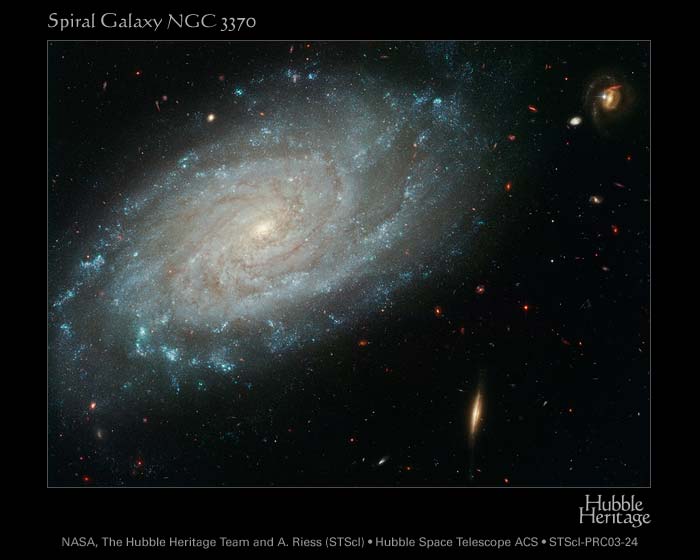 Spiral Galaxy NGC 3370
Hubble
Heritage
NASA, The Hubble Heritage Team and A. Riess (STScI) • Hubble Space Telescope ACS • STScI-PRC03-24